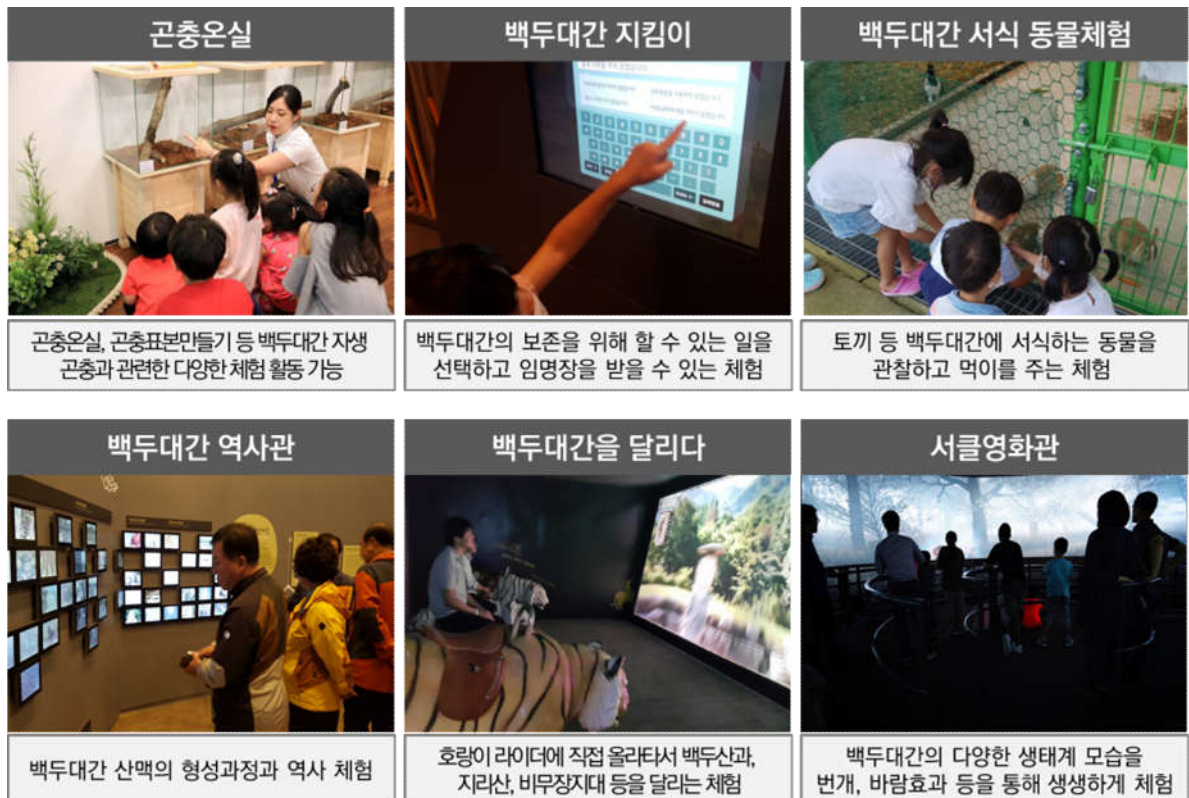 곤충온실
백두대간 지킴이
백두대간 서식 동물체험
곤충온실, 곤충표본만들기 등 백두대간 자생
곤충과 관련한 다양한 체험 활동 가능
백두대간의 보존을 위해 할 수 있는 일을
선택하고 임명장을 받을 수 있는 체험
토끼 등 백두대간에 서식하는 동물을
관찰하고 먹이를 주는 체험
백두대간 역사관
백두대간을 달리다
서클영화관
백두대간 산맥의 형성과정과 역사 체험
호랑이 라이더에 직접 올라타서 백두산과,
지리산, 비무장지대 등을 달리는 체험
백두대간의 다양한 생태계 모습을
번개, 바람효과 등을 통해 생생하게 체험